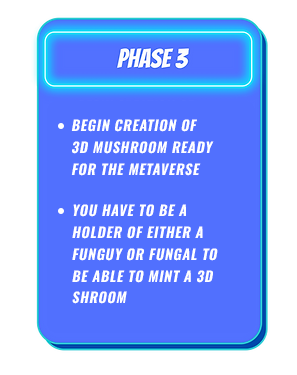 PHASE 3
• BEGIN CREATION OF
3D MUSHROOM READY
FOR THE METAVERSE
• YOU HAVE TO BE A
HOLDER OF EITHER A
FUNGUY OR FUNGAL TO
BE ABLE TO MINT A 3D
SHROOM